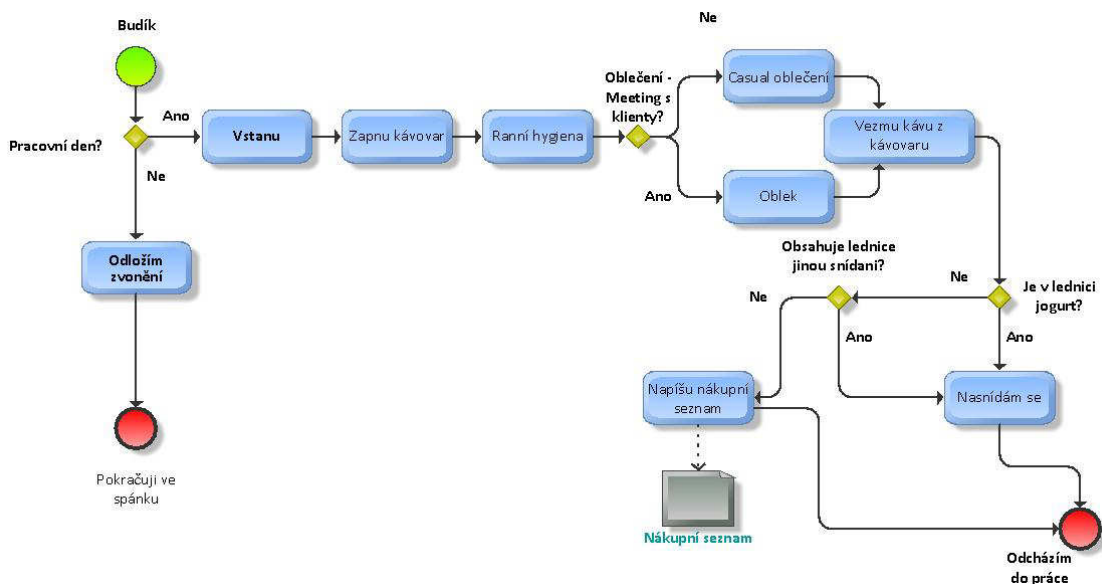 Budík
Ne
Oblečení -
Meeting s
klienty?
Casual oblečení
Pracovní den?
Ano
Vstanu
Zapnu kávovar
Ranní hygiena
Vezmu kávu z
kávovaru
Ne
Ano
Oblek
Odložím
zvonění
Obsahuje lednice
jinou snídani?
Ne
Je v lednici
jogurt?
Ne
Ano
Ano
Napíšu nákupní
seznam
Nasnídám se
Pokračuji ve
spánku
Nákupní seznam
Odcházím
do práce